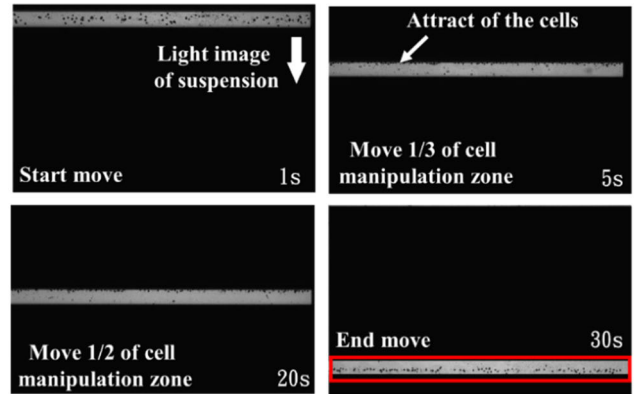 Light image
of suspension
Start move
1s
Attract of the cells
Move 1/3 of cell
manipulation zone
5s
Move 1/2 of cell
manipulation zone
20s
End move
30s